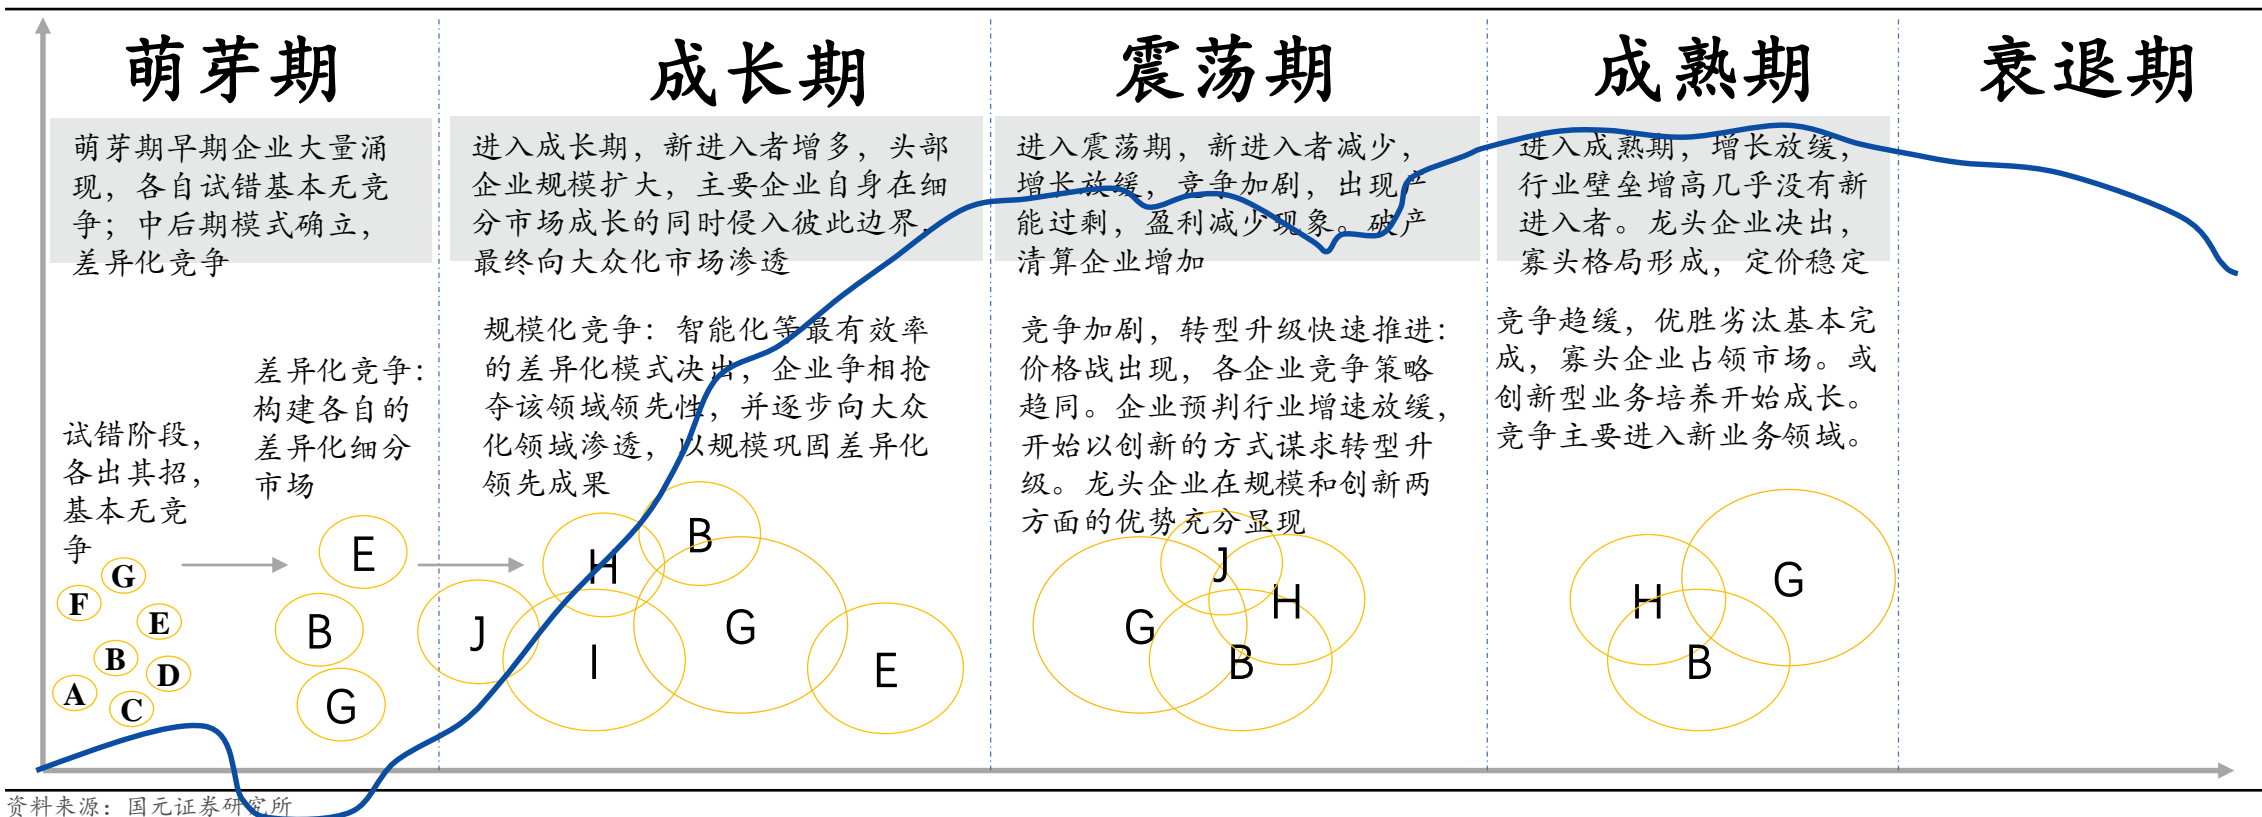 萌芽期
萌芽期早期企业大量涌
现，各自试错基本无竞
争；中后期模式确立，
差异化竞争
试错阶段，
各出其招，
基本无竞
争
差异化竞争：
构建各自的
差异化细分
市场
G
F
E
B
D
A
C
E
B
G
成长期
进入成长期，新进入者增多，头部
企业规模扩大，主要企业自身在细
分市场成长的同时侵入彼此边界，
最终向大众化市场渗透
规模化竞争：智能化等最有效率
的差异化模式决出，企业争相抢
夺该领域领先性，并逐步向大众
化领域渗透，以规模巩固差异化
领先成果
B
H
J
I
G
E
震荡期
进入震荡期，新进入者减少，
增长放缓，竞争加剧，出现产
能过剩，盈利减少现象。破产
清算企业增加
竞争加剧，转型升级快速推进：
价格战出现，各企业竞争策略
趋同。企业预判行业增速放缓，
开始以创新的方式谋求转型升
级。龙头企业在规模和创新两
方面的优势充分显现
J
H
G
B
成熟期
进入成熟期，增长放缓，
行业壁垒增高几乎没有新
进入者。龙头企业决出，
寡头格局形成，定价稳定
竞争趋缓，优胜劣汰基本完
成，寡头企业占领市场。或
创新型业务培养开始成长。
竞争主要进入新业务领域。
G
H
B
衰退期
资料来源：国元证券研究所